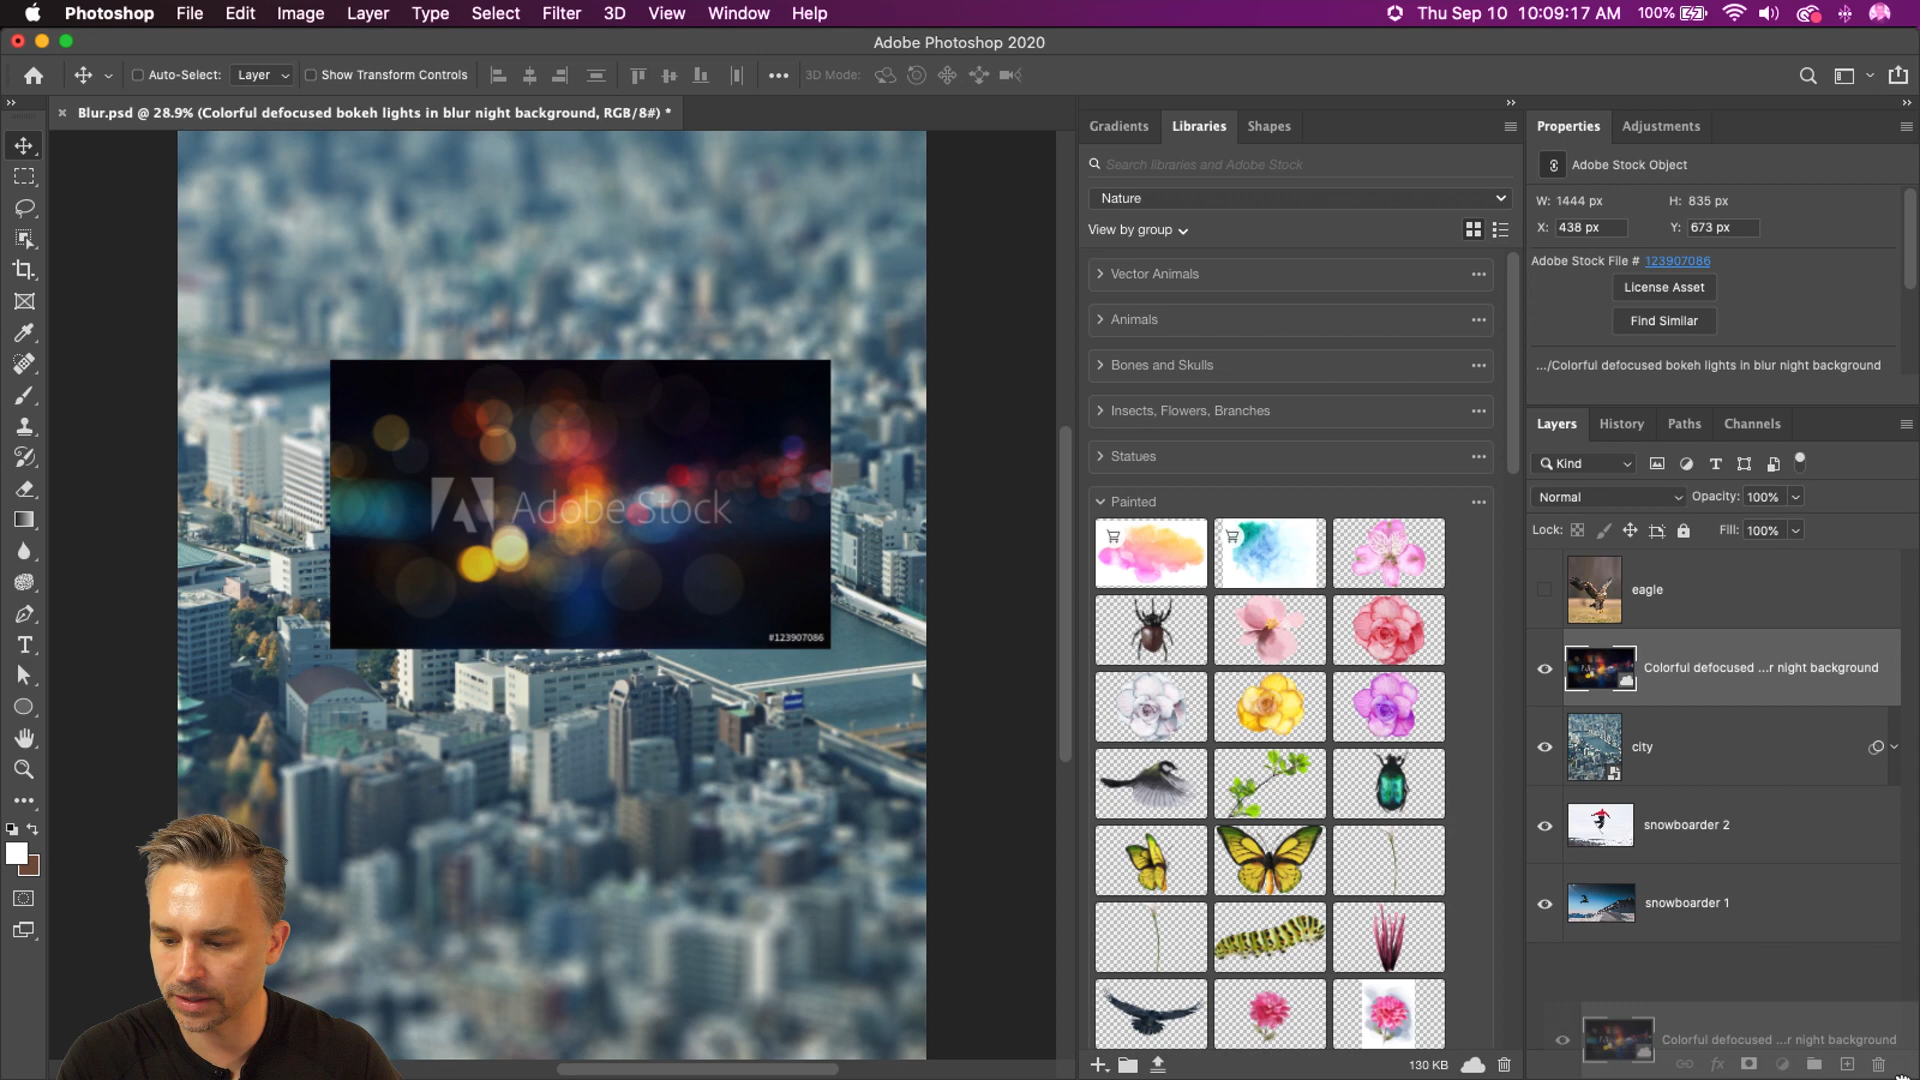 Photoshop File Edit Image Layer Type Select Filter 3D View Window Help
Thu Sep 10 10:09:17 AM 100%
Adobe Photoshop 2020
Auto-Select: Layer Show Transform Controls 3D Mode:
Blur.psd @ 28.9% (Colorful defocused bokeh lights in blur night background, RGB/8#) *
Adobe Stock
#123907086
Gradients Libraries Shapes
Search libraries and Adobe Stock
Nature
View by group
Vector Animals
Animals
Bones and Skulls
Insects, Flowers, Branches
Statues
Painted
130 KB
Properties Adjustments
Adobe Stock Object
W: 1444 px H: 835 px
X: 438 px Y: 673 px
Adobe Stock File # 123907086
License Asset
Find Similar
.../Colorful defocused bokeh lights in blur night background
Layers History Paths Channels
Kind
Normal Opacity: 100%
Lock: Fill: 100%
eagle
Colorful defocused ...r night background
city
snowboarder 2
snowboarder 1
Colorful defocused ...r night background